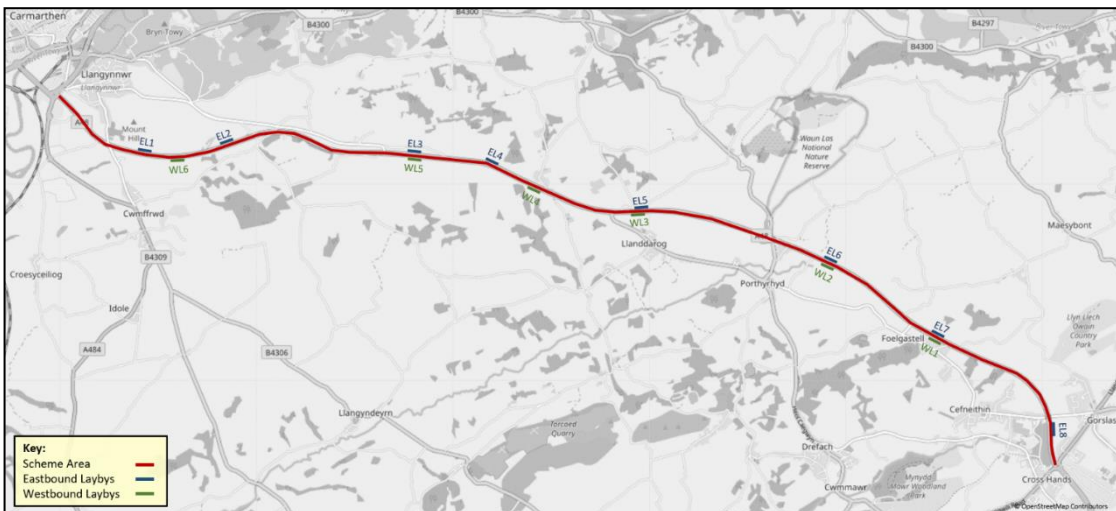 Carmarthen
B4300
B4300
B4297
Bryn Towy
B4300
Llangynnwr
Llangynnwr
A48
Mount
Hill
EL1
EL2
WL6
EL3
WL5
EL4
WL4
Waun Las
National
Nature
Reserve
Cwmffrwd
EL5
WL3
Llanddarog
A48
Maesybont
EL6
WL2
Croesyceiliog
B4309
Porthyrhyd
Idole
EL7
WL1
Foelgastell
Llyn Llech
Owain
Country
Park
A484
B4306
Llangyndeyrn
Torcoed
Quarry
Cefneithin
Gorslas
EL8
Drefach
Cwmmawr
Mynydd
Mawr Woodland
Park
Cross Hands
Key:
Scheme Area
Eastbound Laybys
Westbound Laybys
© OpenStreetMap Contributors